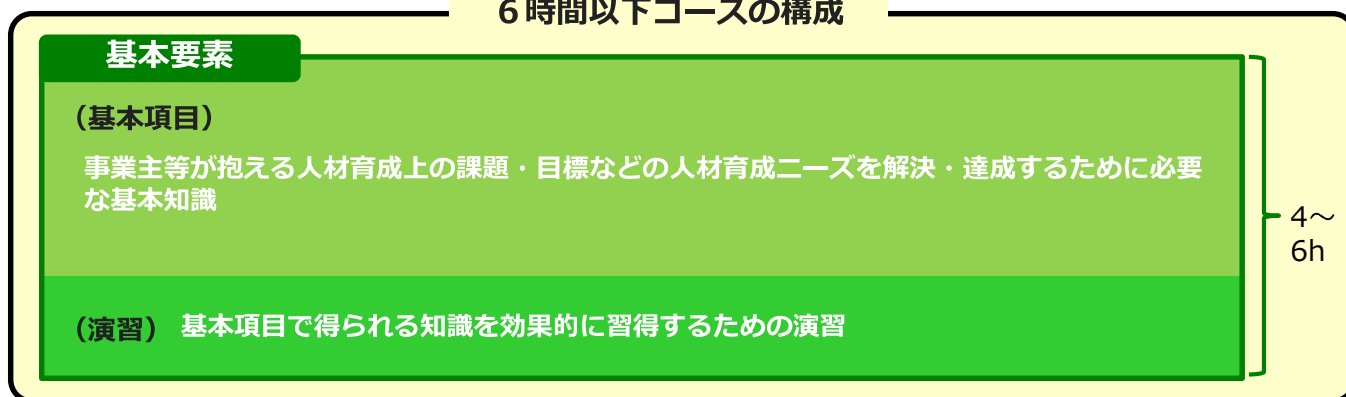 ６時間以下コースの構成
基本要素
（基本項目）
事業主等が抱える人材育成上の課題・目標などの人材育成ニーズを解決・達成するために必要
な基本知識
4～
6h
（演習） 基本項目で得られる知識を効果的に習得するための演習